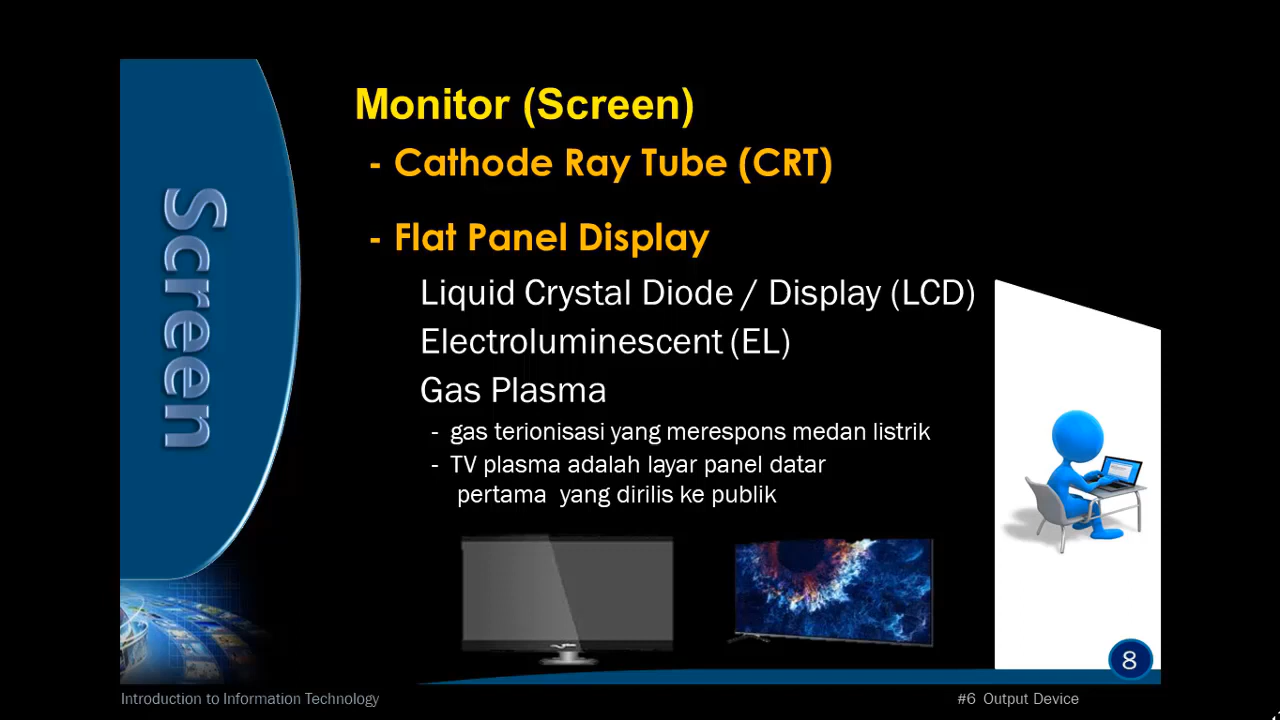 Screen
Monitor (Screen)
- Cathode Ray Tube (CRT)
- Flat Panel Display
Liquid Crystal Diode / Display (LCD)
Electroluminescent (EL)
Gas Plasma
- gas terionisasi yang merespons medan listrik
- TV plasma adalah layar panel datar
pertama yang dirilis ke publik
8
Introduction to Information Technology
#6 Output Device